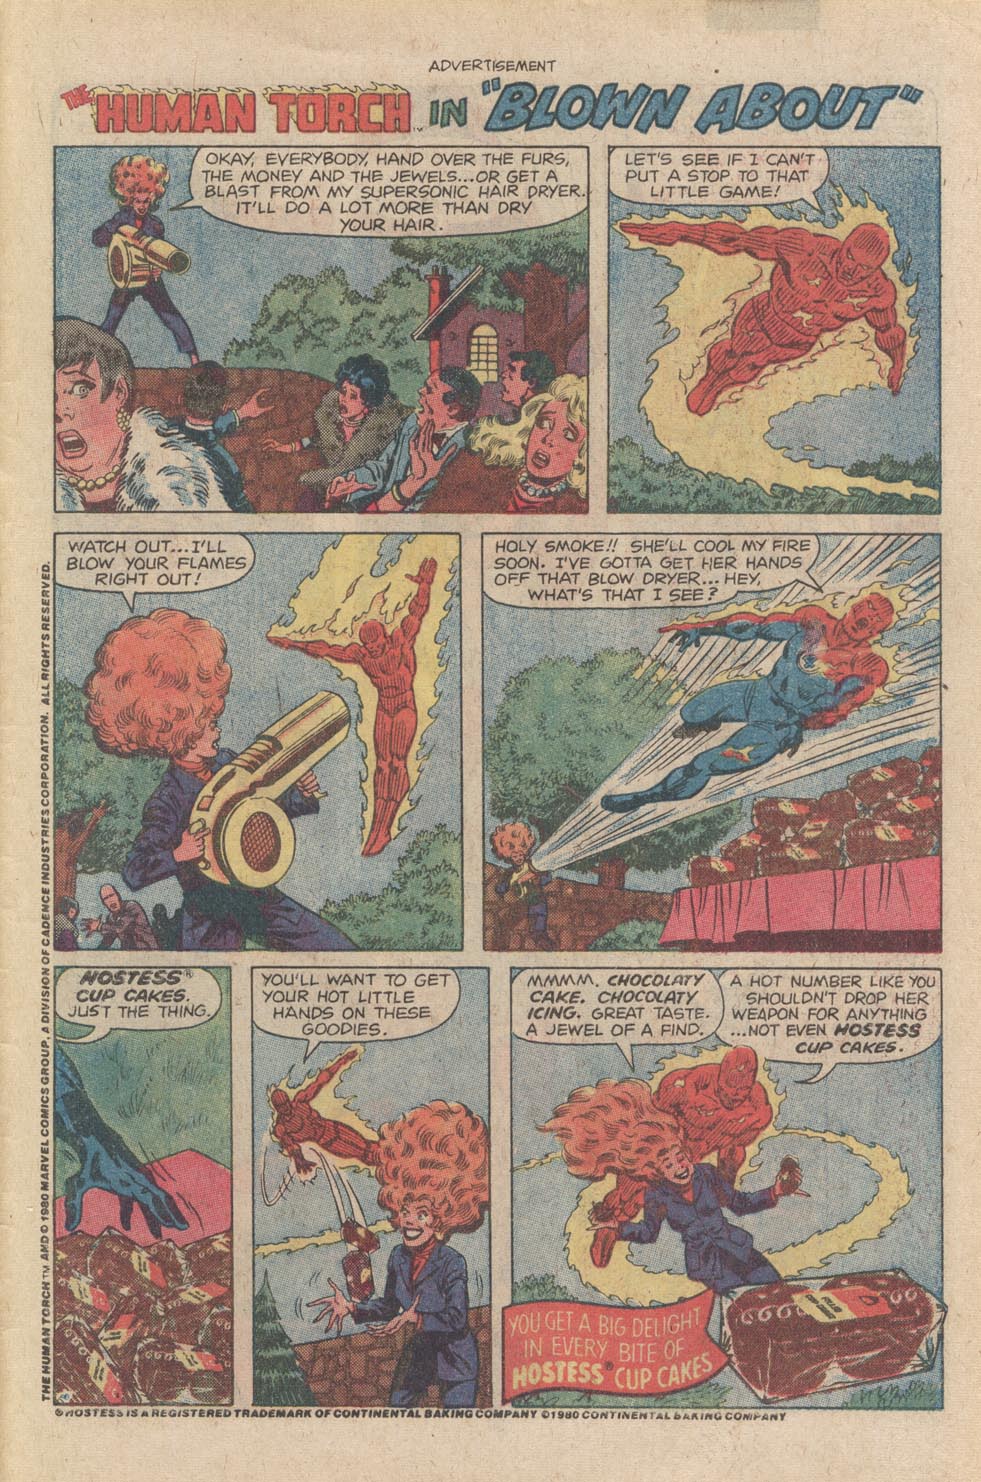 ADVERTISEMENT
THE HUMAN TORCH™ IN "BLOWN ABOUT"
OKAY, EVERYBODY, HAND OVER THE FURS,
THE MONEY AND THE JEWELS...OR GET A
BLAST FROM MY SUPERSONIC HAIR DRYER.
IT'LL DO A LOT MORE THAN DRY
YOUR HAIR.
LET'S SEE IF I CAN'T
PUT A STOP TO THAT
LITTLE GAME!
WATCH OUT...I'LL
BLOW YOUR FLAMES
RIGHT OUT!
HOLY SMOKE!! SHE'LL COOL MY FIRE
SOON. I'VE GOTTA GET HER HANDS
OFF THAT BLOW DRYER... HEY,
WHAT'S THAT I SEE?
HOSTESS®
CUP CAKES.
JUST THE THING.
YOU'LL WANT TO GET
YOUR HOT LITTLE
HANDS ON THESE
GOODIES.
MMMM. CHOCOLATY
CAKE. CHOCOLATY
ICING. GREAT TASTE.
A JEWEL OF A FIND.
A HOT NUMBER LIKE YOU
SHOULDN'T DROP HER
WEAPON FOR ANYTHING
...NOT EVEN HOSTESS
CUP CAKES.
YOU GET A BIG DELIGHT
IN EVERY BITE OF
HOSTESS® CUP CAKES
THE HUMAN TORCH™ AND © 1980 MARVEL COMICS GROUP, A DIVISION OF CADENCE INDUSTRIES CORPORATION. ALL RIGHTS RESERVED.
®HOSTESS IS A REGISTERED TRADEMARK OF CONTINENTAL BAKING COMPANY ©1980 CONTINENTAL BAKING COMPANY